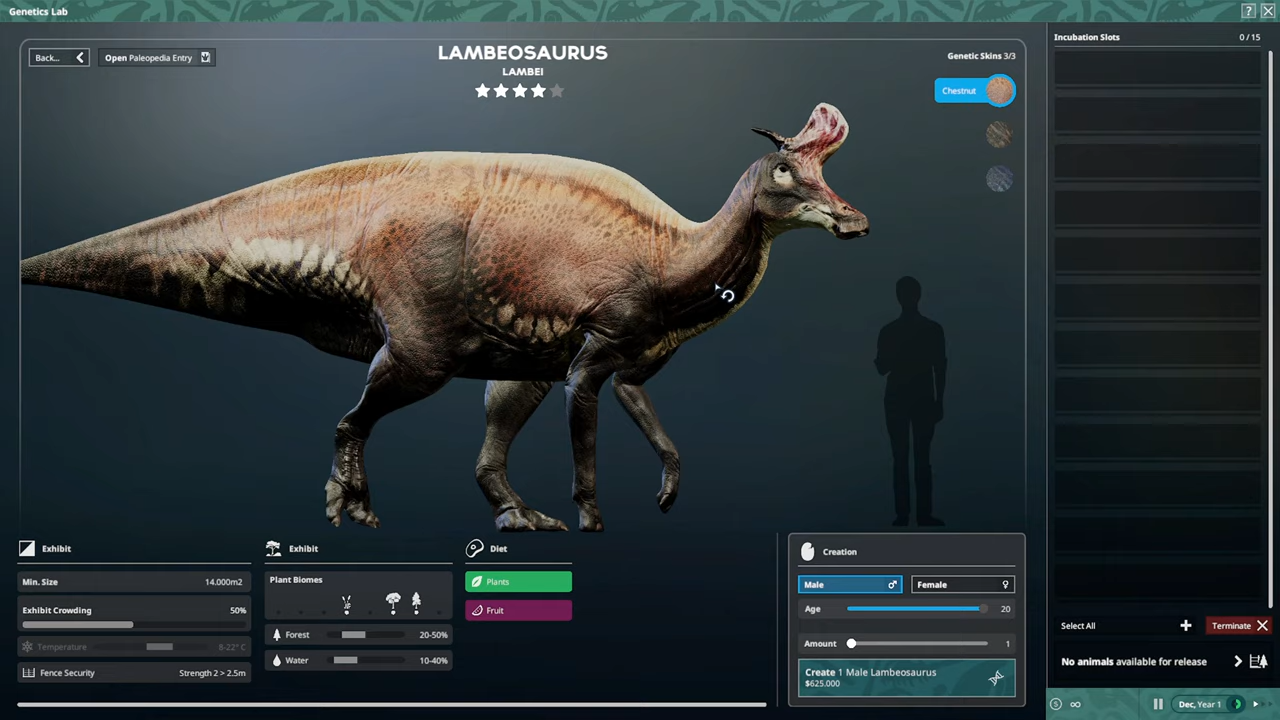 Genetics Lab
?
Back...
Open Paleopedia Entry
LAMBEOSAURUS
LAMBEI
Genetic Skins 3/3
Chestnut
Exhibit
Min. Size 14.000m2
Exhibit Crowding 50%
Temperature 8-22° C
Fence Security Strength 2 > 2.5m
Exhibit
Plant Biomes
Forest 20-50%
Water 10-40%
Diet
Plants
Fruit
Creation
Male ♂ Female ♀
Age 20
Amount 1
Create 1 Male Lambeosaurus
$625,000
Incubation Slots 0 / 15
Select All + Terminate
No animals available for release
$ ∞ Dec, Year 1